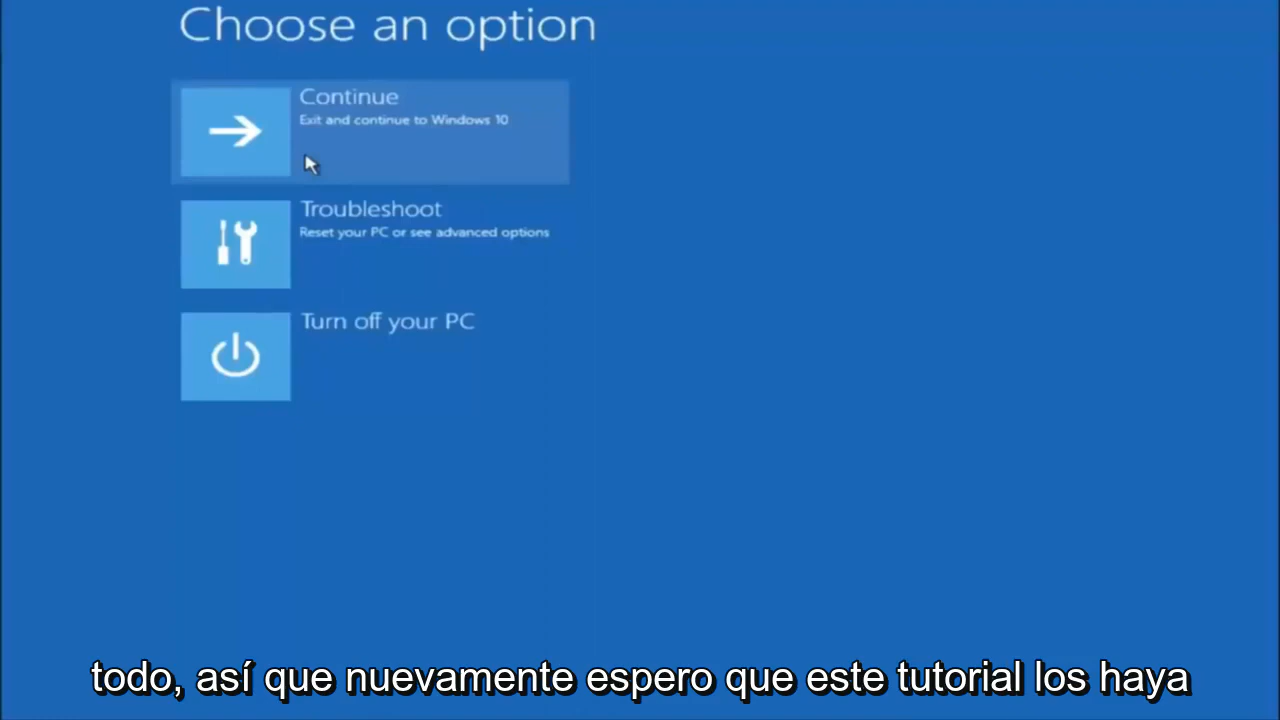 Choose an option
Continue
Exit and continue to Windows 10
Troubleshoot
Reset your PC or see advanced options
Turn off your PC
todo, así que nuevamente espero que este tutorial los haya